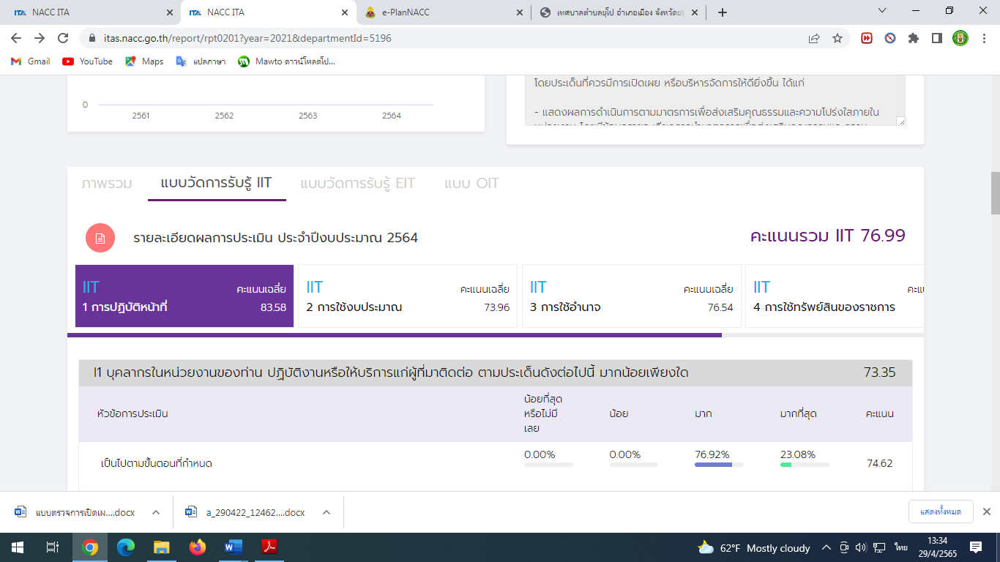 NACC ITA
NACC ITA
e-PlanNACC
เทศบาลตำบลยุโป อำเภอเมือง จังหวัดยะ
itas.nacc.go.th/report/rpt0201?year=2021&departmentId=5196
Gmail
YouTube
Maps
แปลภาษา
Mawto ดาวน์โหลดโป...
0
2561 2562 2563 2564
โดยประเด็นที่ควรมีการเปิดเผย หรือบริหารจัดการให้ดียิ่งขึ้น ได้แก่
- แสดงผลการดำเนินการตามมาตรการเพื่อส่งเสริมคุณธรรมและความโปร่งใสภายใน
ภาพรวม แบบวัดการรับรู้ IIT แบบวัดการรับรู้ EIT แบบ OIT
รายละเอียดผลการประเมิน ประจำปีงบประมาณ 2564
คะแนนรวม IIT 76.99
IIT คะแนนเฉลี่ย
1 การปฏิบัติหน้าที่ 83.58
IIT คะแนนเฉลี่ย
2 การใช้งบประมาณ 73.96
IIT คะแนนเฉลี่ย
3 การใช้อำนาจ 76.54
IIT
4 การใช้ทรัพย์สินของราชการ
I1 บุคลากรในหน่วยงานของท่าน ปฏิบัติงานหรือให้บริการแก่ผู้ที่มาติดต่อ ตามประเด็นดังต่อไปนี้ มากน้อยเพียงใด 73.35
หัวข้อการประเมิน
น้อยที่สุด
หรือไม่มี
เลย
น้อย
มาก
มากที่สุด
คะแนน
เป็นไปตามขั้นตอนที่กำหนด
0.00% 0.00% 76.92% 23.08% 74.62
แบบตรวจการเปิดเผ....docx
a_290422_12462....docx
แสดงทั้งหมด
62°F Mostly cloudy
ไทย
13:34
29/4/2565